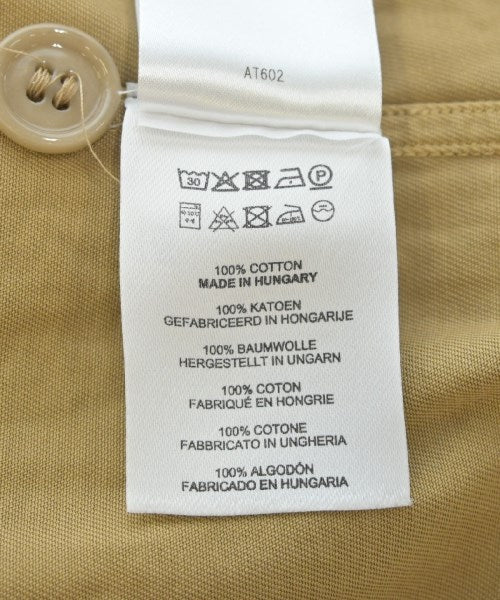 AT602
30
P
100% COTTON
MADE IN HUNGARY
100% KATOEN
GEFABRICEERD IN HONGARIJE
100% BAUMWOLLE
HERGESTELLT IN UNGARN
100% COTON
FABRIQUÉ EN HONGRIE
100% COTONE
FABBRICATO IN UNGHERIA
100% ALGODÓN
FABRICADO EN HUNGARIA